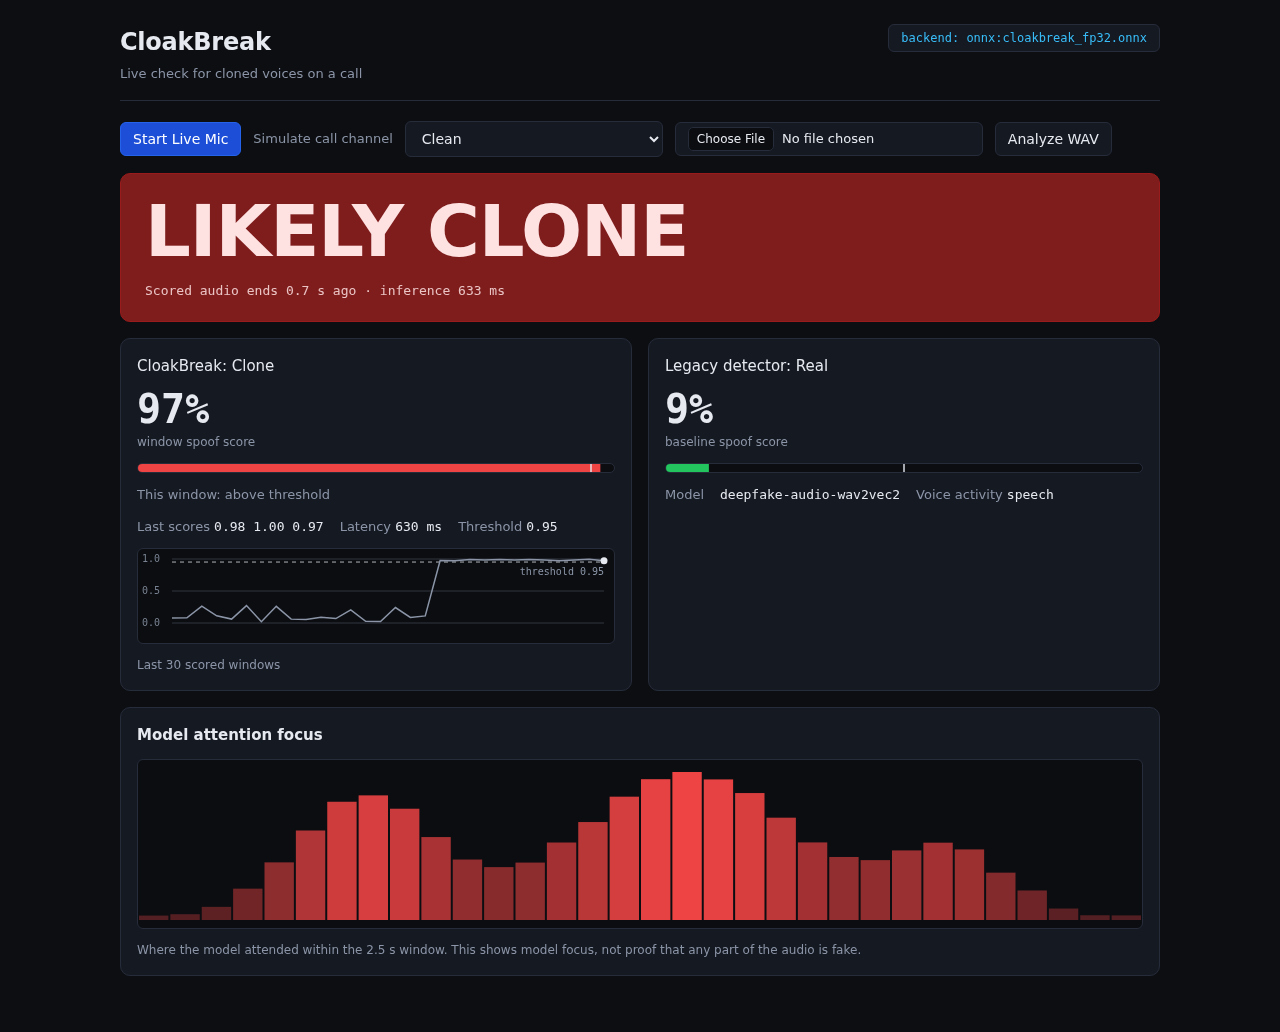 CloakBreak
backend: onnx:cloakbreak_fp32.onnx
Live check for cloned voices on a call
Start Live Mic Simulate call channel Clean Choose File No file chosen Analyze WAV
LIKELY CLONE
Scored audio ends 0.7 s ago · inference 633 ms
CloakBreak: Clone
97%
window spoof score
This window: above threshold
Last scores 0.98 1.00 0.97 Latency 630 ms Threshold 0.95
1.0
threshold 0.95
0.5
0.0
Last 30 scored windows
Legacy detector: Real
9%
baseline spoof score
Model deepfake-audio-wav2vec2 Voice activity speech
Model attention focus
Where the model attended within the 2.5 s window. This shows model focus, not proof that any part of the audio is fake.